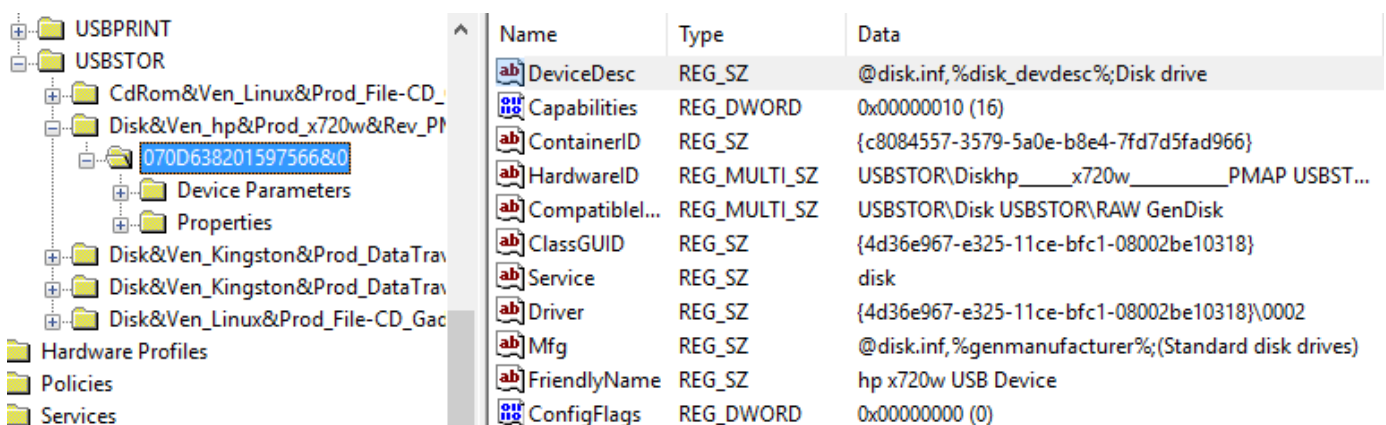 USBPRINT
USBSTOR
CdRom&Ven_Linux&Prod_File-CD_
Disk&Ven_hp&Prod_x720w&Rev_PM
070D638201597566&0
Device Parameters
Properties
Disk&Ven_Kingston&Prod_DataTrav
Disk&Ven_Kingston&Prod_DataTrav
Disk&Ven_Linux&Prod_File-CD_Gac
Hardware Profiles
Policies
Services
Name Type Data
DeviceDesc REG_SZ @disk.inf,%disk_devdesc%;Disk drive
Capabilities REG_DWORD 0x00000010 (16)
ContainerID REG_SZ {c8084557-3579-5a0e-b8e4-7fd7d5fad966}
HardwareID REG_MULTI_SZ USBSTOR\Diskhp______x720w___________PMAP USBST...
CompatibleI... REG_MULTI_SZ USBSTOR\Disk USBSTOR\RAW GenDisk
ClassGUID REG_SZ {4d36e967-e325-11ce-bfc1-08002be10318}
Service REG_SZ disk
Driver REG_SZ {4d36e967-e325-11ce-bfc1-08002be10318}\0002
Mfg REG_SZ @disk.inf,%genmanufacturer%;(Standard disk drives)
FriendlyName REG_SZ hp x720w USB Device
ConfigFlags REG_DWORD 0x00000000 (0)